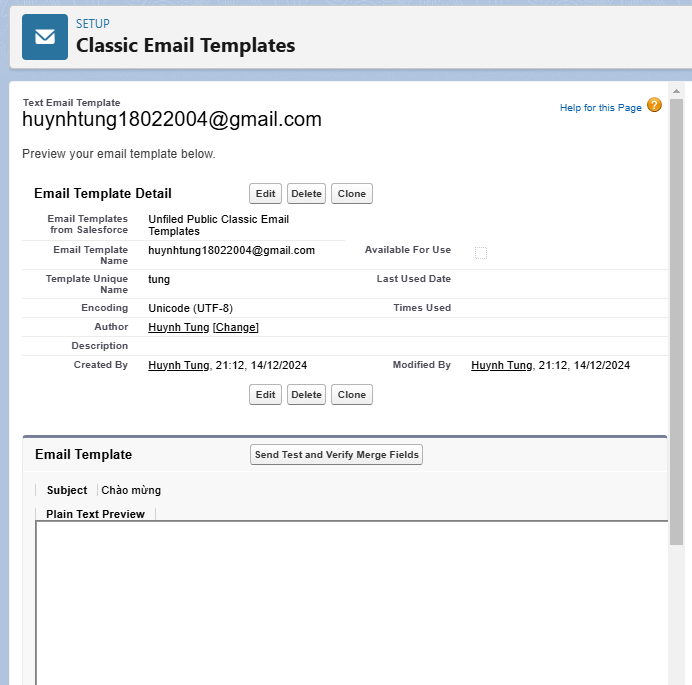 SETUP
Classic Email Templates
Text Email Template
huynhtung18022004@gmail.com
Help for this Page ?
Preview your email template below.
Email Template Detail Edit Delete Clone
Email Templates from Salesforce Unfiled Public Classic Email Templates
Email Template Name huynhtung18022004@gmail.com Available For Use
Template Unique Name tung Last Used Date
Encoding Unicode (UTF-8) Times Used
Author Huynh Tung [Change]
Description
Created By Huynh Tung, 21:12, 14/12/2024 Modified By Huynh Tung, 21:12, 14/12/2024
Edit Delete Clone
Email Template Send Test and Verify Merge Fields
Subject Chào mừng
Plain Text Preview